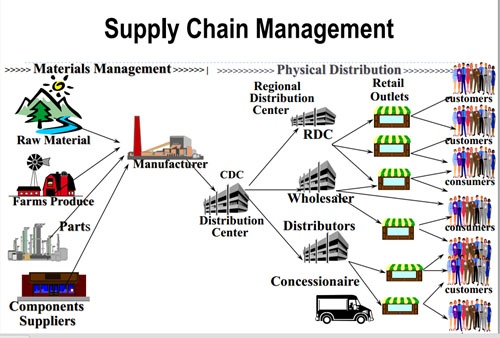 Supply Chain Management
>>>>> Materials Management >>>>>> | >>>>>>>>>>> Physical Distribution >>>>>>>>>>
Regional
Distribution
Center
Retail
Outlets
customers
RDC
Raw Material
Manufacturer
customers
CDC
consumers
Farms Produce
Wholesaler
Parts
Distribution
Center
Distributors
consumers
Concessionaire
customers
Components
Suppliers
customers